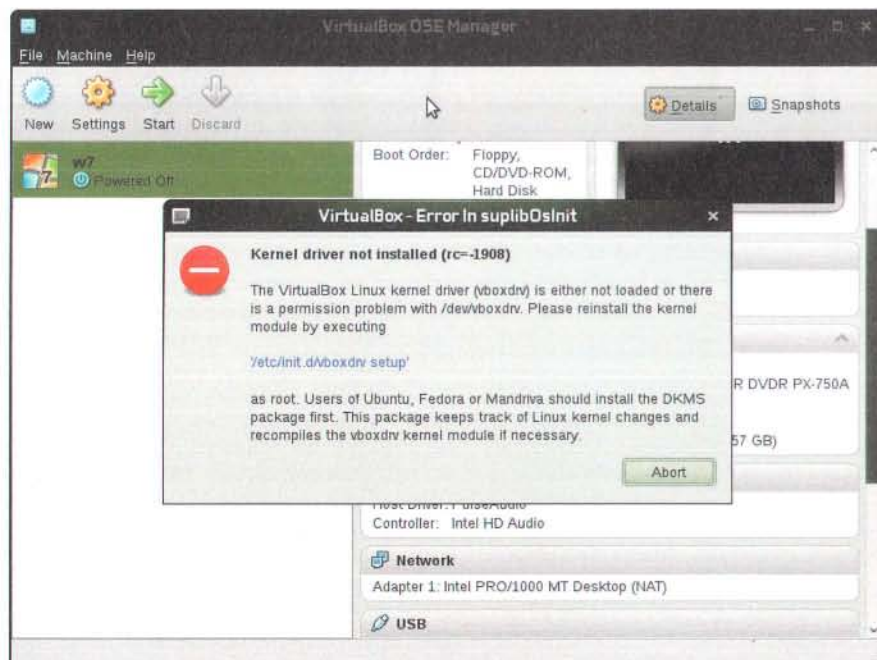 VirtualBox OSE Manager
File Machine Help
New Settings Start Discard
Details Snapshots
w7
Powered Off
Boot Order: Floppy,
CD/DVD-ROM,
Hard Disk
VirtualBox - Error In suplibOsInit
Kernel driver not installed (rc=-1908)
The VirtualBox Linux kernel driver (vboxdrv) is either not loaded or there
is a permission problem with /dev/vboxdrv. Please reinstall the kernel
module by executing
'/etc/init.d/vboxdrv setup'
as root. Users of Ubuntu, Fedora or Mandriva should install the DKMS
package first. This package keeps track of Linux kernel changes and
recompiles the vboxdrv kernel module if necessary.
Abort
R DVDR PX-750A
57 GB)
Host Driver: PulseAudio
Controller: Intel HD Audio
Network
Adapter 1: Intel PRO/1000 MT Desktop (NAT)
USB